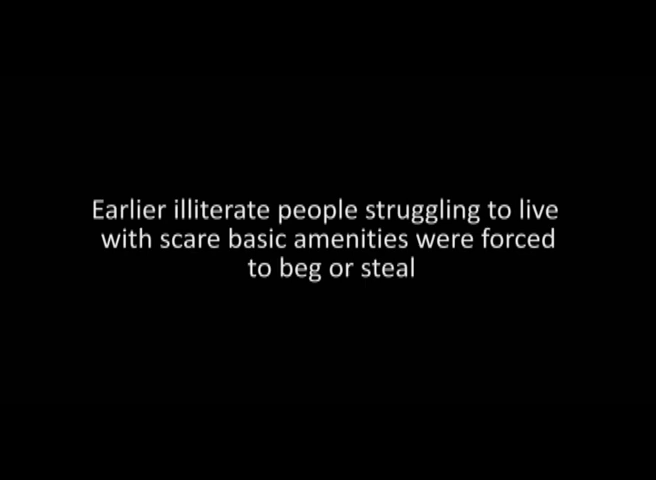 Earlier illiterate people struggling to live
with scare basic amenities were forced
to beg or steal